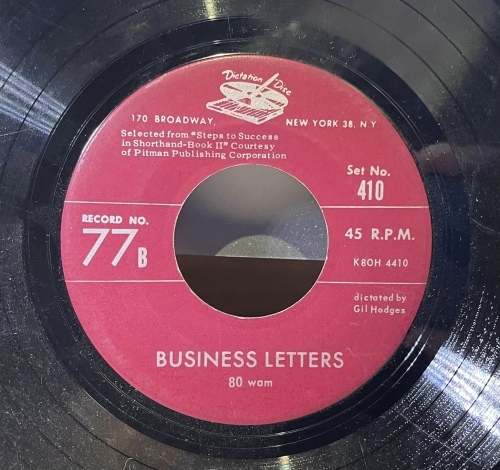 Dictation Disc
170 BROADWAY, NEW YORK 38, N.Y
Selected from "Steps to Success
in Shorthand-Book II" Courtesy
of Pitman Publishing Corporation
Set No.
410
RECORD NO.
77B
45 R.P.M.
K8OH 4410
dictated by
Gil Hodges
BUSINESS LETTERS
80 wam